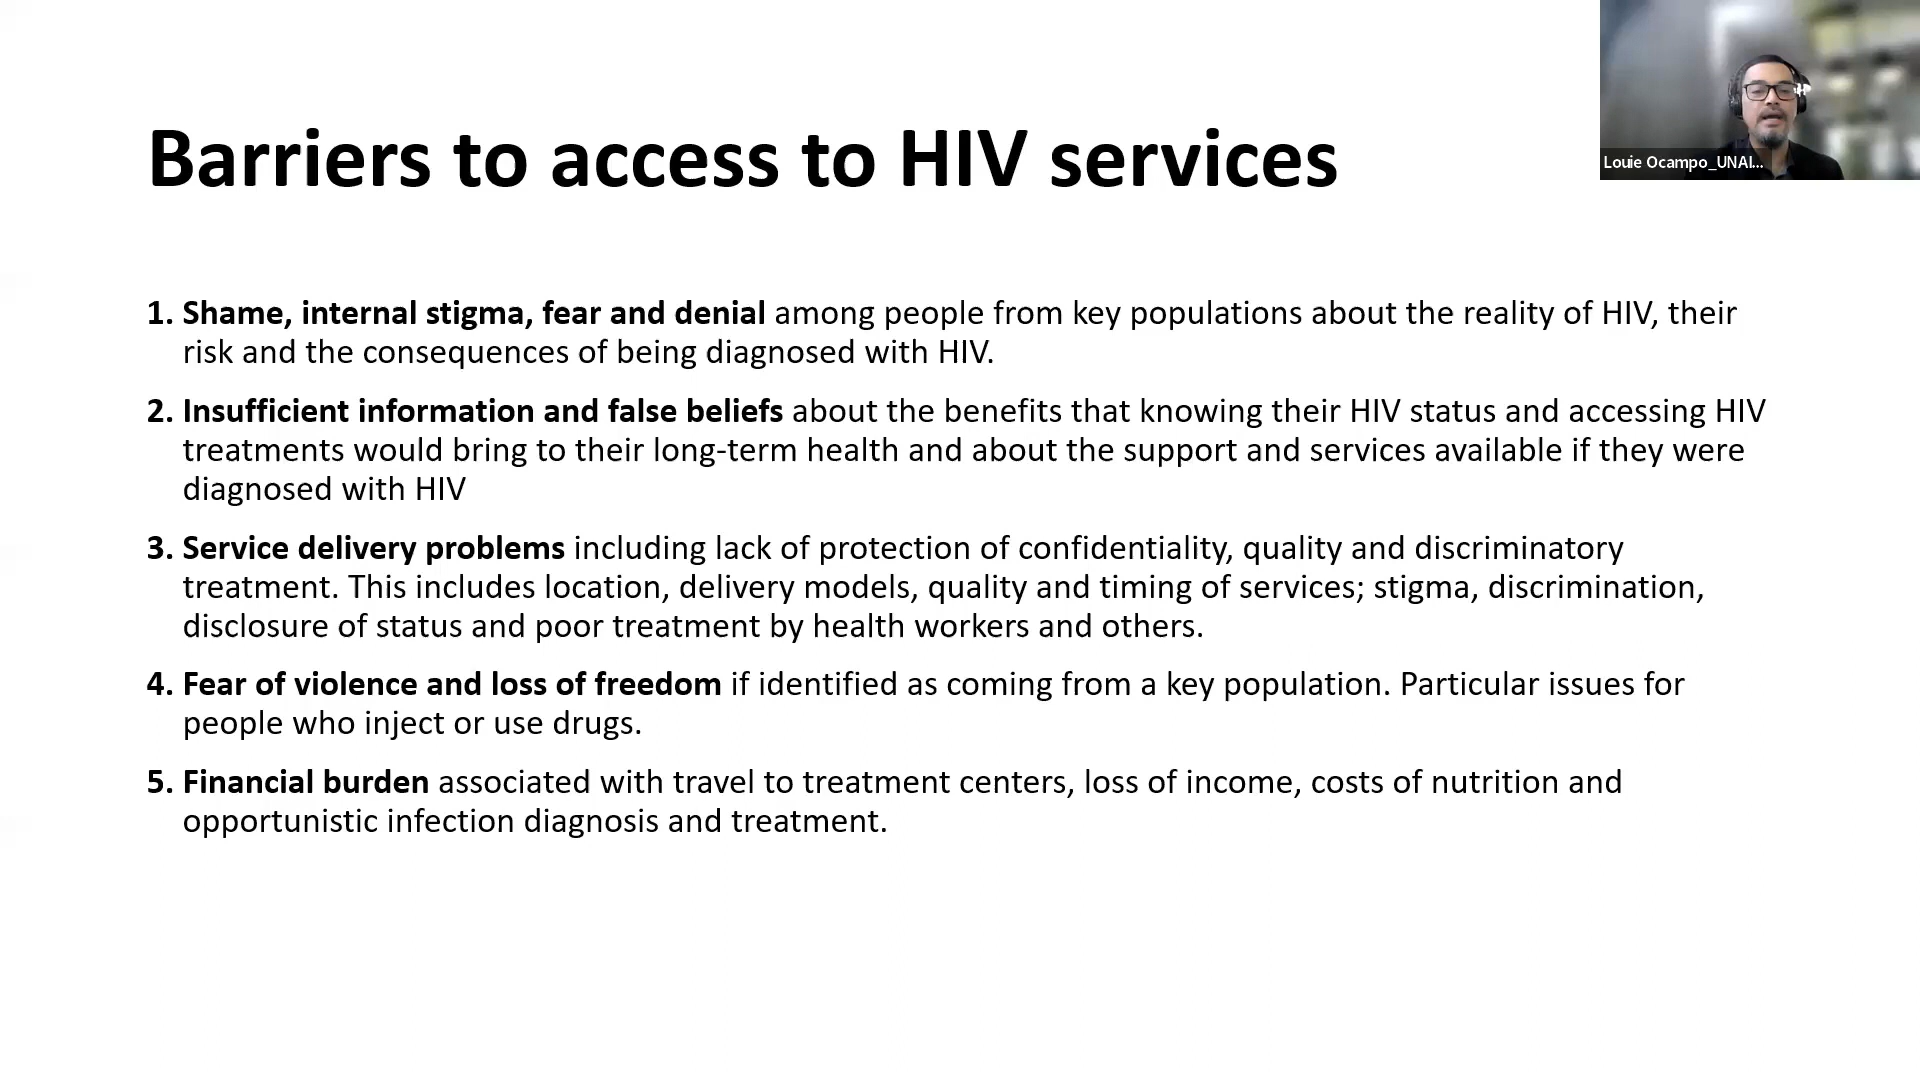 Barriers to access to HIV services
Louie Ocampo_UNAI...
1. Shame, internal stigma, fear and denial among people from key populations about the reality of HIV, their
risk and the consequences of being diagnosed with HIV.
2. Insufficient information and false beliefs about the benefits that knowing their HIV status and accessing HIV
treatments would bring to their long-term health and about the support and services available if they were
diagnosed with HIV
3. Service delivery problems including lack of protection of confidentiality, quality and discriminatory
treatment. This includes location, delivery models, quality and timing of services; stigma, discrimination,
disclosure of status and poor treatment by health workers and others.
4. Fear of violence and loss of freedom if identified as coming from a key population. Particular issues for
people who inject or use drugs.
5. Financial burden associated with travel to treatment centers, loss of income, costs of nutrition and
opportunistic infection diagnosis and treatment.